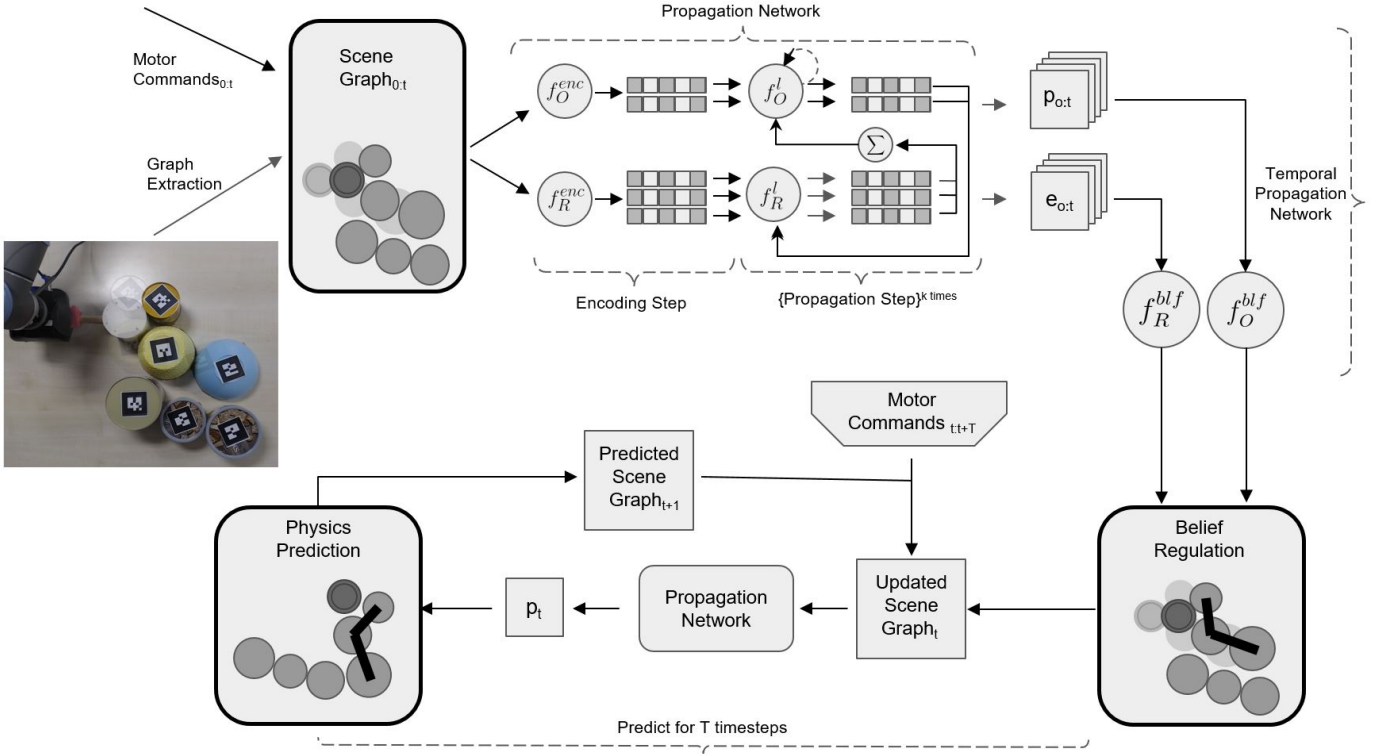 Propagation Network
Motor
Commands0:t
Scene
Graph0:t
Graph
Extraction
f_O^enc
f_O^l
Σ
f_R^enc
f_R^l
po:t
eo:t
Temporal
Propagation
Network
Encoding Step
{Propagation Step}k times
f_R^blf
f_O^blf
Motor
Commands t:t+T
Predicted
Scene
Grapht+1
Physics
Prediction
pt
Propagation
Network
Updated
Scene
Grapht
Belief
Regulation
Predict for T timesteps